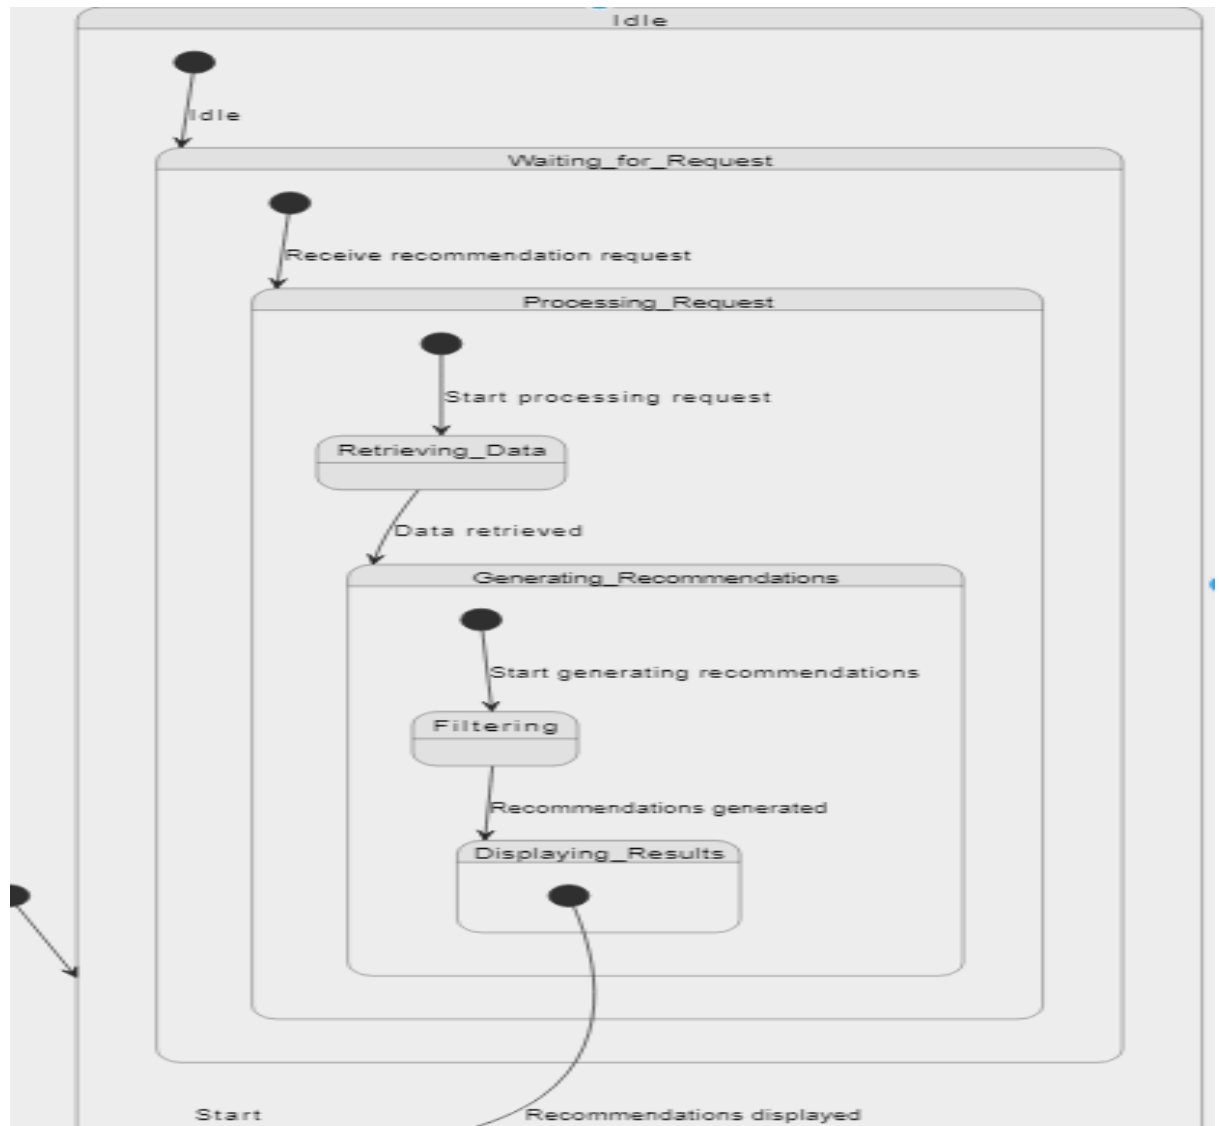 Idle
Idle
Waiting_for_Request
Receive recommendation request
Processing_Request
Start processing request
Retrieving_Data
Data retrieved
Generating_Recommendations
Start generating recommendations
Filtering
Recommendations generated
Displaying_Results
Start
Recommendations displayed